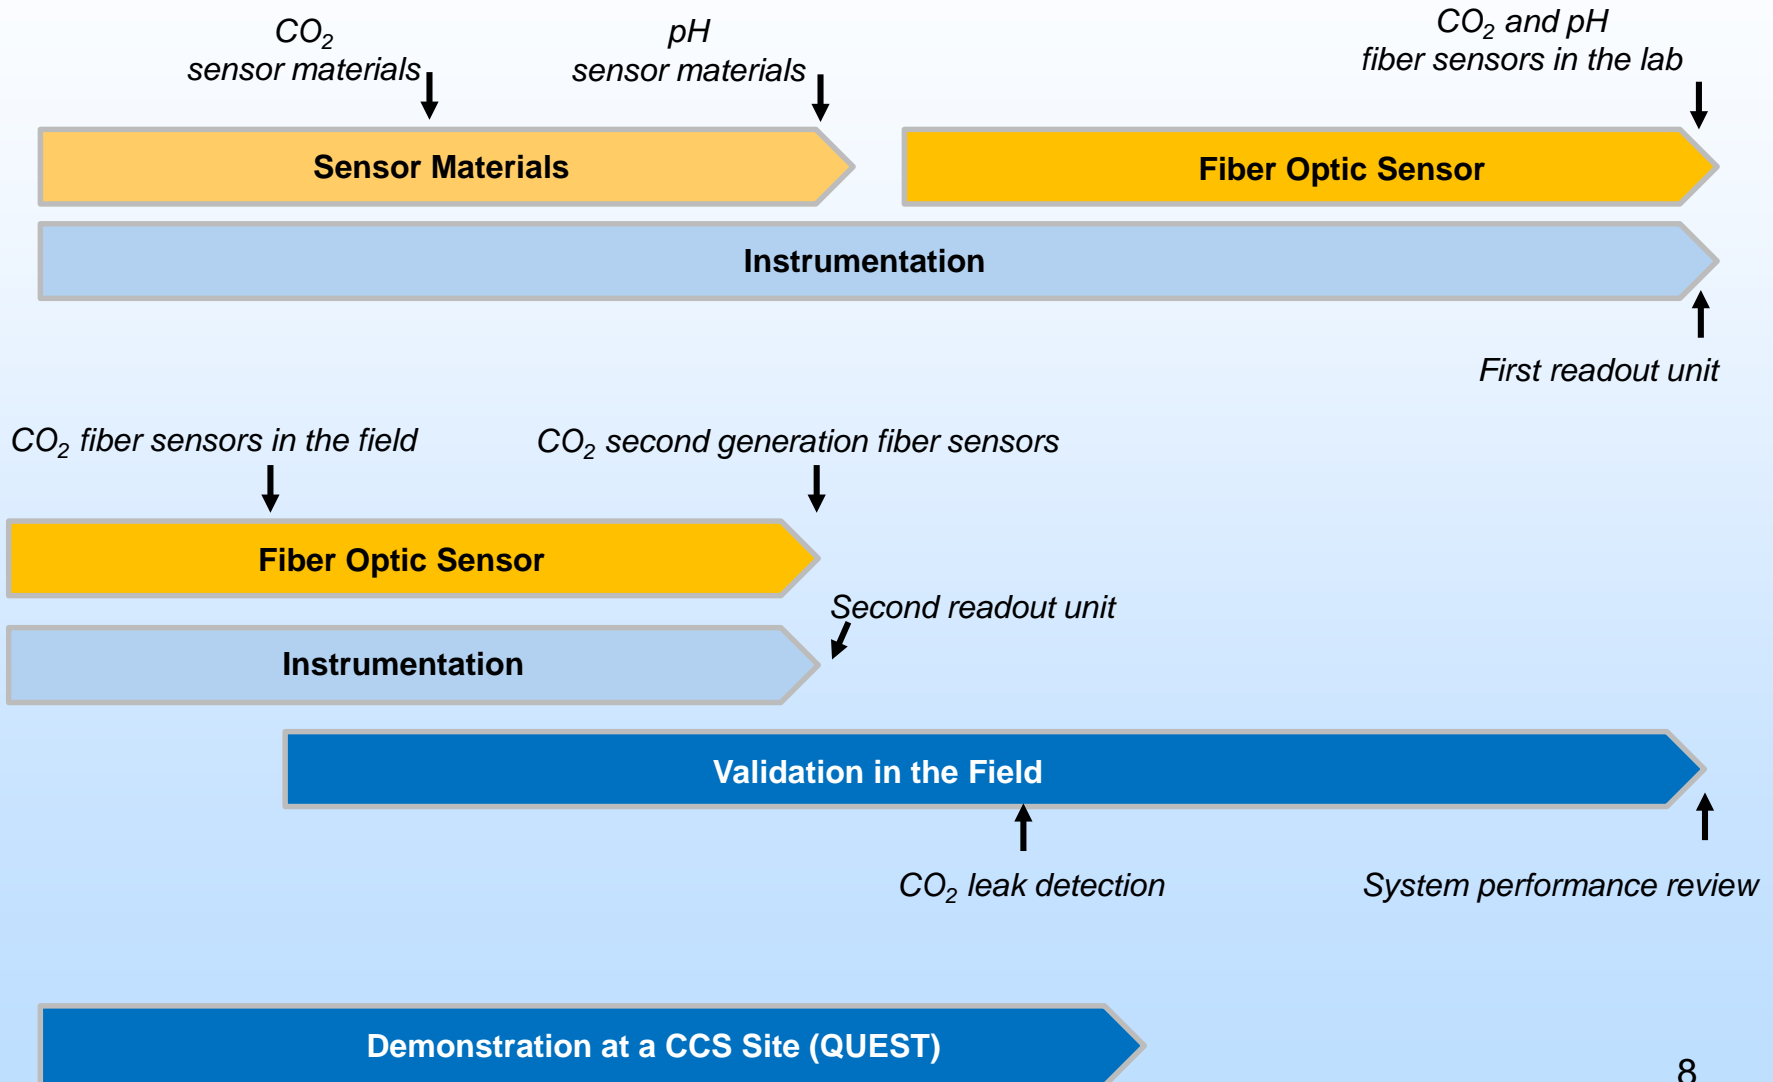 CO₂
sensor materials
pH
sensor materials
CO₂ and pH
fiber sensors in the lab
Sensor Materials
Fiber Optic Sensor
Instrumentation
First readout unit
CO₂ fiber sensors in the field
CO₂ second generation fiber sensors
Fiber Optic Sensor
Second readout unit
Instrumentation
Validation in the Field
CO₂ leak detection
System performance review
Demonstration at a CCS Site (QUEST)
8